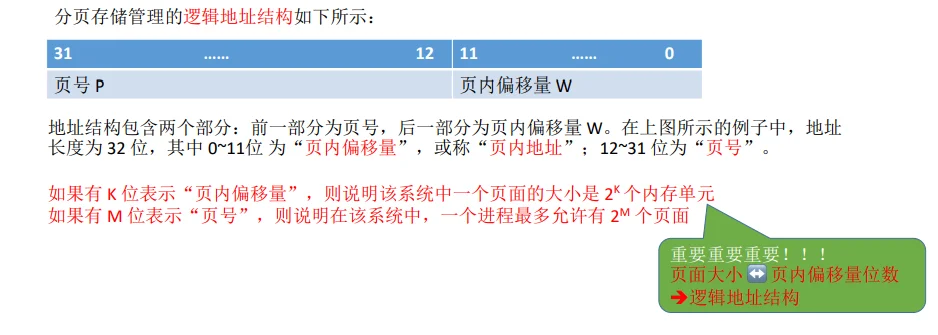 分页存储管理的逻辑地址结构如下所示：
31 …… 12 11 …… 0
页号 P 页内偏移量 W
地址结构包含两个部分：前一部分为页号，后一部分为页内偏移量 W。在上图所示的例子中，地址
长度为 32 位，其中 0~11位 为“页内偏移量”，或称“页内地址”；12~31 位为“页号”。
如果有 K 位表示“页内偏移量”，则说明该系统中一个页面的大小是 2ᴷ 个内存单元
如果有 M 位表示“页号”，则说明在该系统中，一个进程最多允许有 2ᴹ 个页面
重要重要重要！！！
页面大小 ↔️ 页内偏移量位数
➔逻辑地址结构